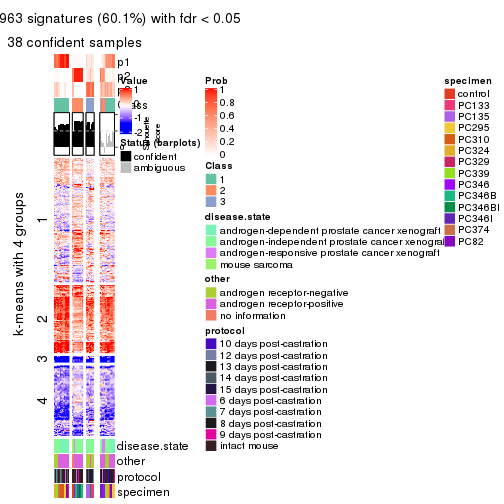 963 signatures (60.1%) with fdr < 0.05
38 confident samples
p1
p2
p3
Class
Silhouette score
Value
1
0
-1
-2
Status (barplots)
confident
ambiguous
k-means with 4 groups
1
2
3
4
disease.state
other
protocol
specimen
Prob
1
0.8
0.6
0.4
0.2
0
Class
1
2
3
disease.state
androgen-dependent prostate cancer xenograft
androgen-independent prostate cancer xenograft
androgen-responsive prostate cancer xenograft
mouse sarcoma
other
androgen receptor-negative
androgen receptor-positive
no information
protocol
10 days post-castration
12 days post-castration
13 days post-castration
14 days post-castration
15 days post-castration
6 days post-castration
7 days post-castration
8 days post-castration
9 days post-castration
intact mouse
specimen
control
PC133
PC135
PC295
PC310
PC324
PC329
PC339
PC346
PC346B
PC346BI
PC346I
PC374
PC82